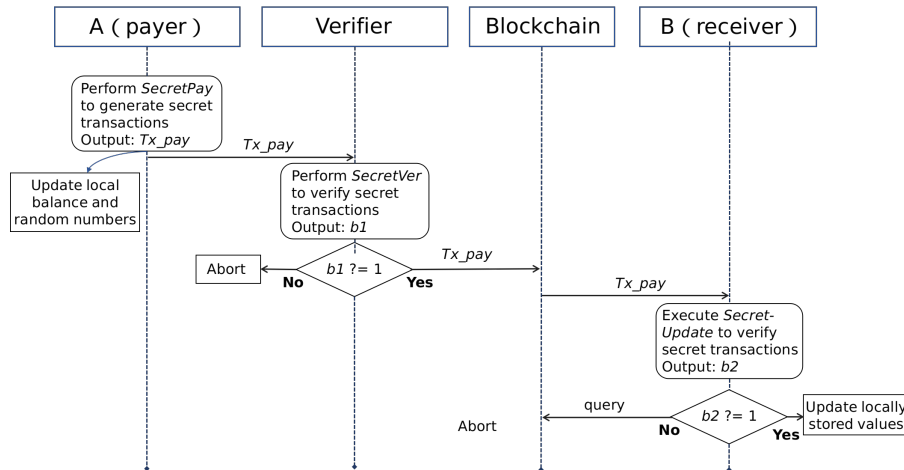 A ( payer )
Verifier
Blockchain
B ( receiver )
Perform SecretPay
to generate secret
transactions
Output: Tx_pay
Tx_pay
Update local
balance and
random numbers
Perform SecretVer
to verify secret
transactions
Output: b1
Abort
b1 ?= 1
No
Yes
Tx_pay
Tx_pay
Execute Secret-
Update to verify
secret transactions
Output: b2
Abort
query
b2 ?= 1
No
Yes
Update locally
stored values